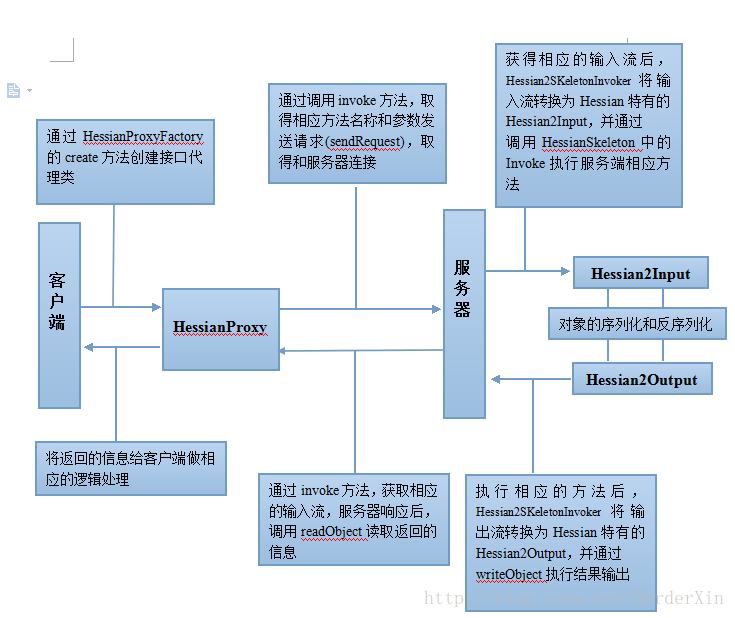 通过 HessianProxyFactory
的 create 方法创建接口代
理类
通过调用 invoke 方法，取
得相应方法名称和参数发
送请求(sendRequest)，取
得和服务器连接
获得相应的输入流后，
Hessian2SKeletonInvoker 将输
入流转换为 Hessian 特有的
Hessian2Input，并通过
调用 HessianSkeleton 中的
Invoke 执行服务端相应方
法
客户端
HessianProxy
服务器
Hessian2Input
对象的序列化和反序列化
Hessian2Output
将返回的信息给客户端做相
应的逻辑处理
通过 invoke 方法，获取相应
的输入流，服务器响应后，
调用 readObject 读取返回的
信息
执行相应的方法后，
Hessian2SKeletonInvoker 将输
出流转换为 Hessian 特有的
Hessian2Output，并通过
writeObject 执行结果输出